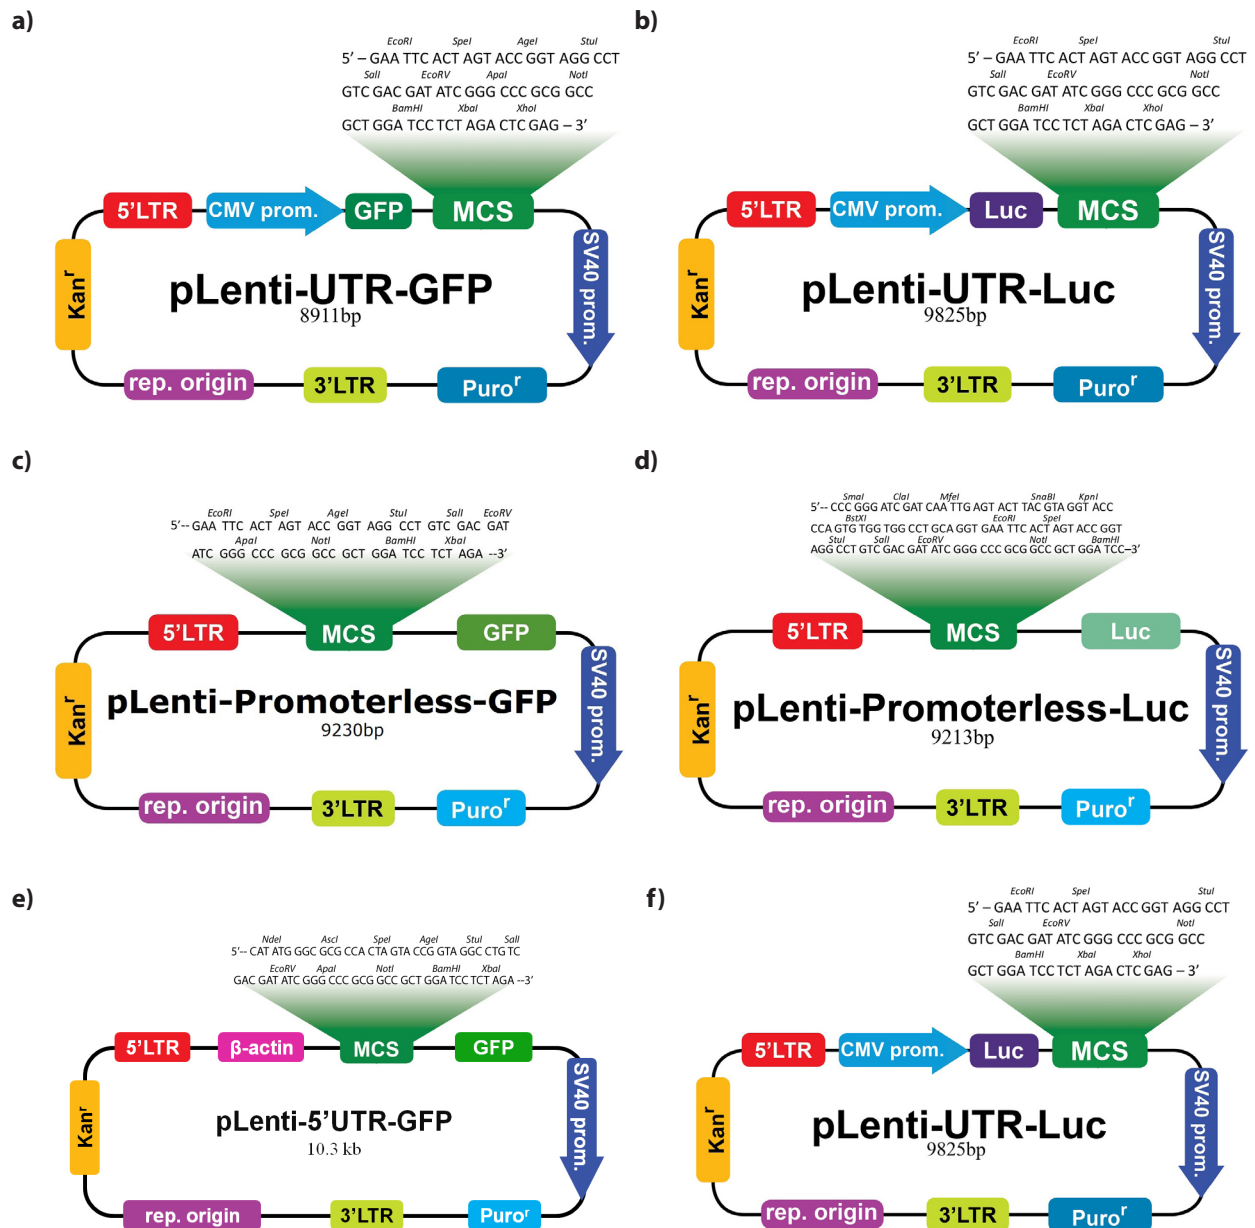 a)
EcoRI SpeI AgeI StuI
5' – GAA TTC ACT AGT ACC GGT AGG CCT
SalI EcoRV ApaI NotI
GTC GAC GAT ATC GGG CCC GCG GCC
BamHI XbaI XhoI
GCT GGA TCC TCT AGA CTC GAG – 3'
5'LTR CMV prom. GFP MCS
SV40 prom.
Kanr
pLenti-UTR-GFP
8911bp
rep. origin 3'LTR Puror
b)
EcoRI SpeI StuI
5' – GAA TTC ACT AGT ACC GGT AGG CCT
SalI EcoRV NotI
GTC GAC GAT ATC GGG CCC GCG GCC
BamHI XbaI XhoI
GCT GGA TCC TCT AGA CTC GAG – 3'
5'LTR CMV prom. Luc MCS
SV40 prom.
Kanr
pLenti-UTR-Luc
9825bp
rep. origin 3'LTR Puror
c)
EcoRI SpeI AgeI StuI SalI EcoRV
5'-- GAA TTC ACT AGT ACC GGT AGG CCT GTC GAC GAT
ApaI NotI BamHI XbaI
ATC GGG CCC GCG GCC GCT GGA TCC TCT AGA --3'
5'LTR MCS GFP
SV40 prom.
Kanr
pLenti-Promoterless-GFP
9230bp
rep. origin 3'LTR Puror
d)
SmaI ClaI MfeI SnaBI KpnI
5'-- CCC GGG ATC GAT CAA TTG AGT ACT TAC GTA GGT ACC
BstXI EcoRI SpeI
CCA GTG TGG TGG CCT GCA GGT GAA TTC ACT AGT ACC GGT
StuI SalI EcoRV NotI BamHI
AGG CCT GTC GAC GAT ATC GGG CCC GCG GCC GCT GGA TCC–3'
5'LTR MCS Luc
SV40 prom.
Kanr
pLenti-Promoterless-Luc
9213bp
rep. origin 3'LTR Puror
e)
NdeI AscI SpeI AgeI StuI SalI
5'-- CAT ATG GGC GCG CCA CTA GTA CCG GTA GGC CTG TC
EcoRV ApaI NotI BamHI XbaI
GAC GAT ATC GGG CCC GCG GCC GCT GGA TCC TCT AGA --3'
5'LTR β-actin MCS GFP
SV40 prom.
Kanr
pLenti-5'UTR-GFP
10.3 kb
rep. origin 3'LTR Puror
f)
EcoRI SpeI StuI
5' – GAA TTC ACT AGT ACC GGT AGG CCT
SalI EcoRV NotI
GTC GAC GAT ATC GGG CCC GCG GCC
BamHI XbaI XhoI
GCT GGA TCC TCT AGA CTC GAG – 3'
5'LTR CMV prom. Luc MCS
SV40 prom.
Kanr
pLenti-UTR-Luc
9825bp
rep. origin 3'LTR Puror